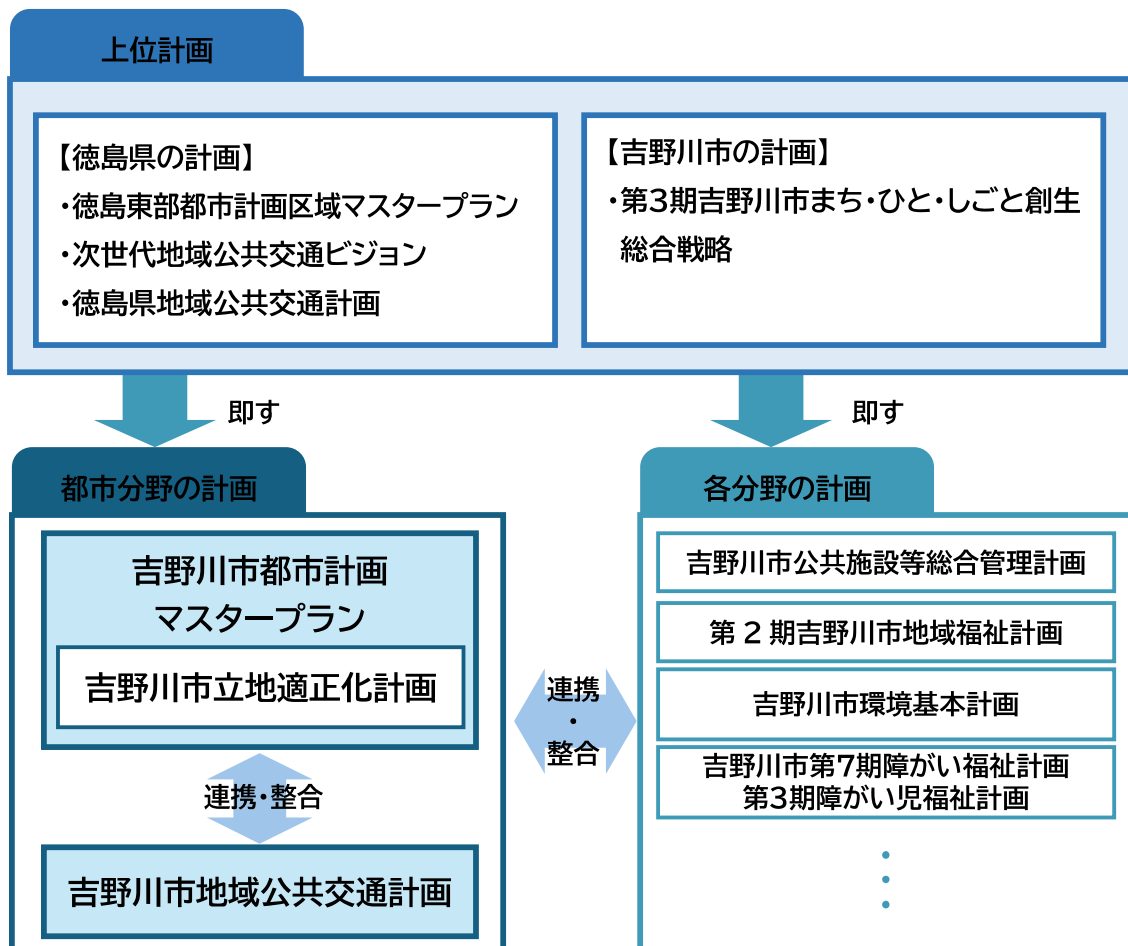 上位計画
【徳島県の計画】
・徳島東部都市計画区域マスタープラン
・次世代地域公共交通ビジョン
・徳島県地域公共交通計画
【吉野川市の計画】
・第3期吉野川市まち・ひと・しごと創生
総合戦略
即す
即す
都市分野の計画
吉野川市都市計画
マスタープラン
吉野川市立地適正化計画
連携・整合
吉野川市地域公共交通計画
連携
・
整合
各分野の計画
吉野川市公共施設等総合管理計画
第２期吉野川市地域福祉計画
吉野川市環境基本計画
吉野川市第7期障がい福祉計画
第3期障がい児福祉計画
・
・
・